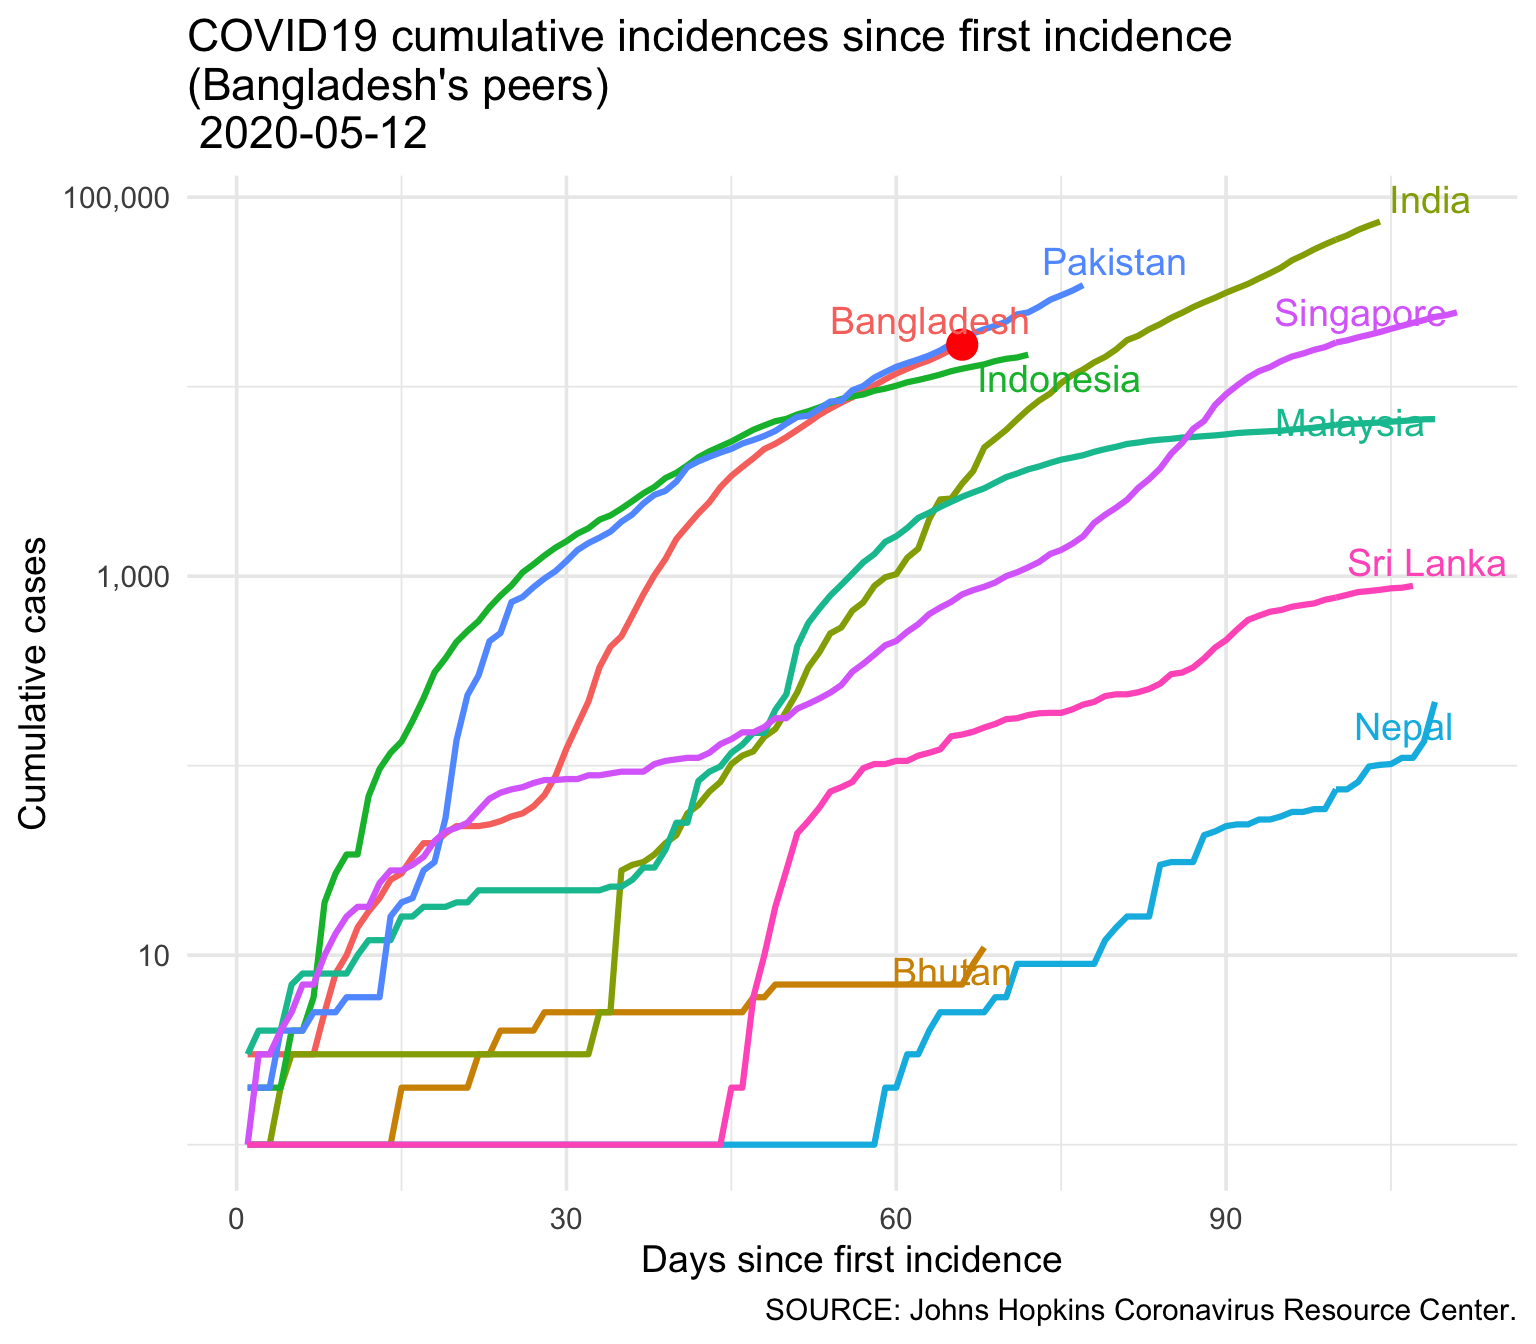 COVID19 cumulative incidences since first incidence
(Bangladesh's peers)
2020-05-12
100,000
1,000
10
Cumulative cases
India
Pakistan
Singapore
Bangladesh
Indonesia
Malaysia
Sri Lanka
Nepal
Bhutan
0 30 60 90
Days since first incidence
SOURCE: Johns Hopkins Coronavirus Resource Center.